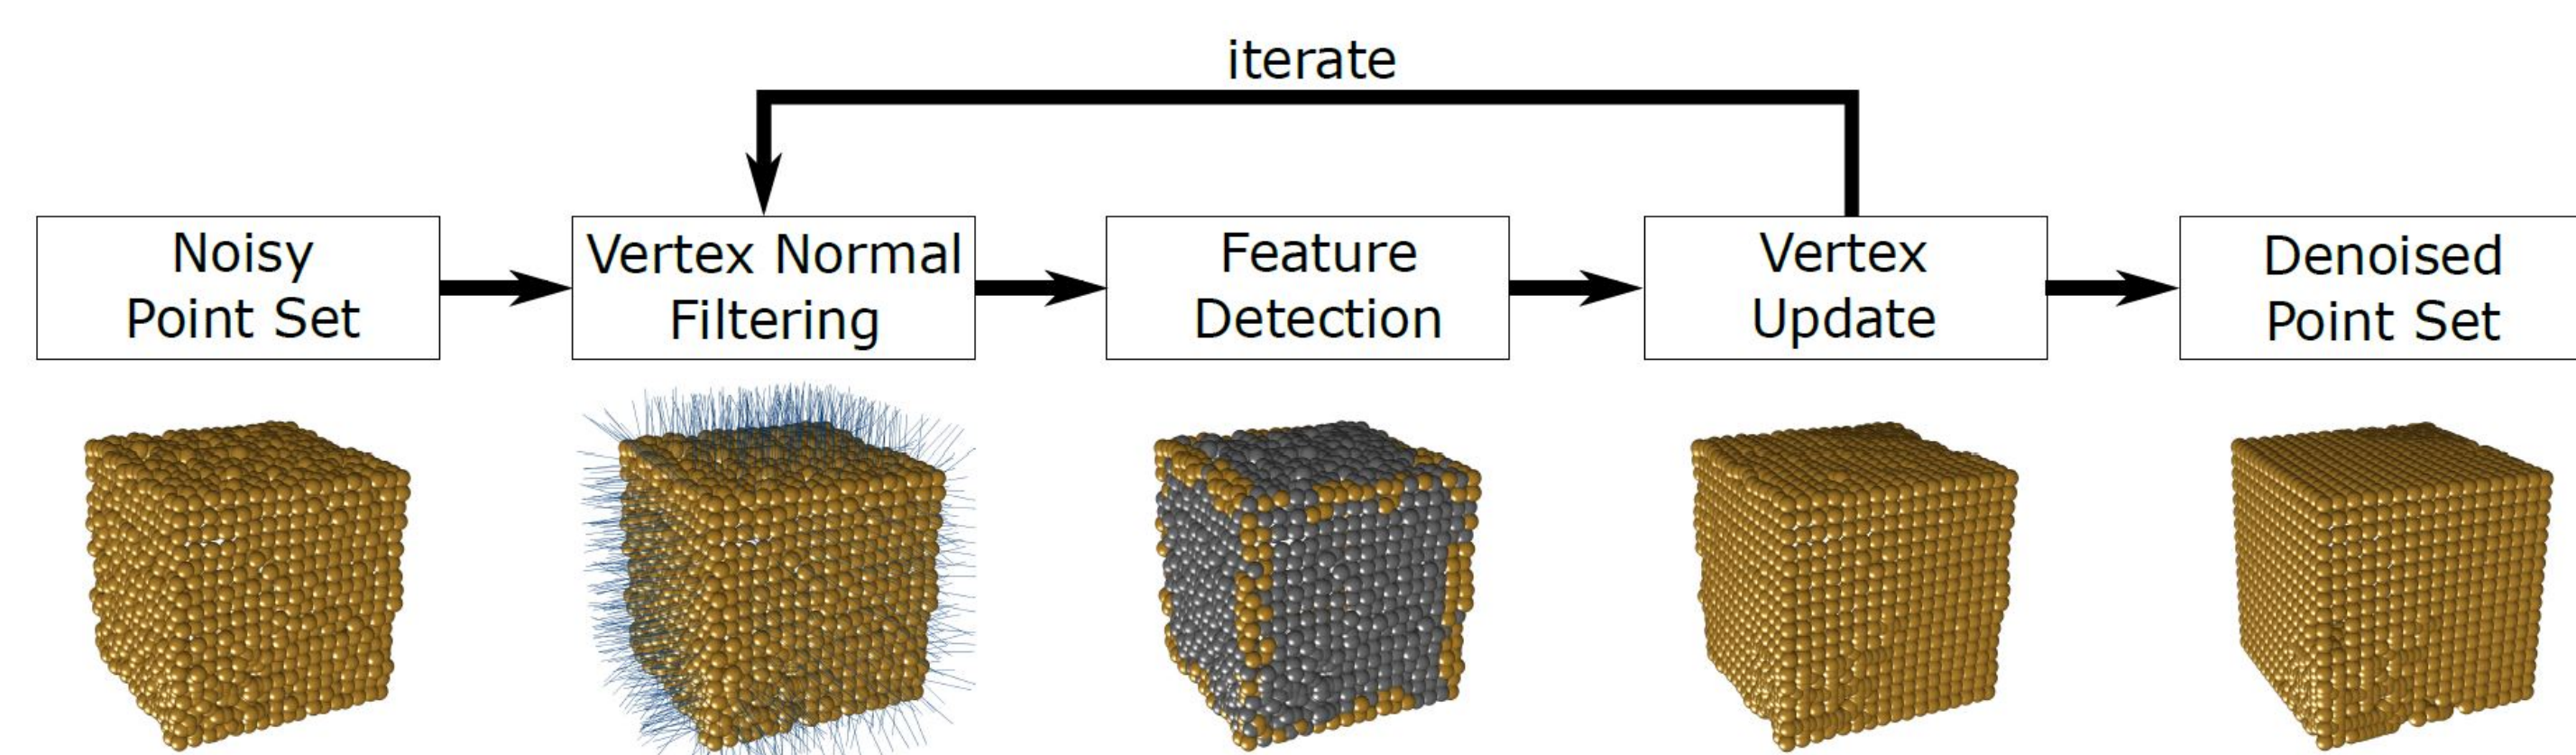 iterate
Noisy
Point Set
Vertex Normal
Filtering
Feature
Detection
Vertex
Update
Denoised
Point Set